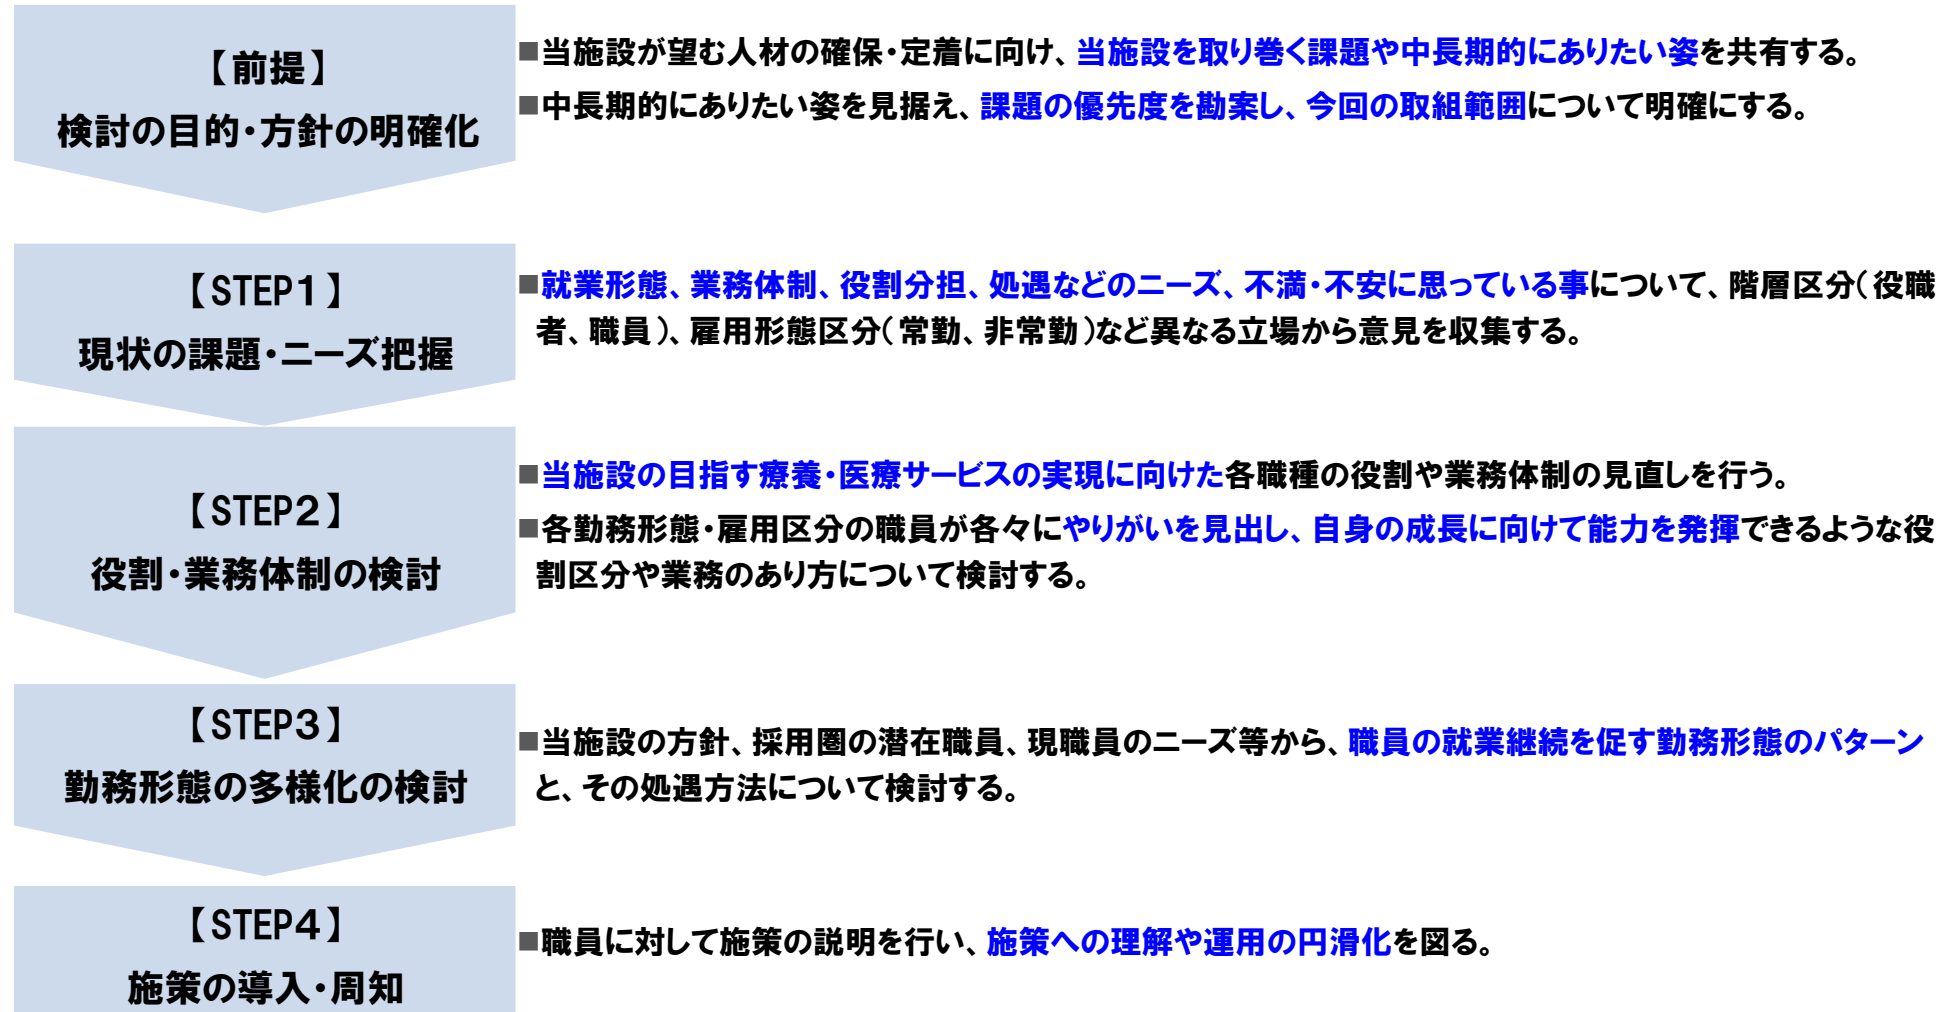 【前提】
検討の目的・方針の明確化
■当施設が望む人材の確保・定着に向け、当施設を取り巻く課題や中長期的にありたい姿を共有する。
■中長期的にありたい姿を見据え、課題の優先度を勘案し、今回の取組範囲について明確にする。
【STEP1】
現状の課題・ニーズ把握
■就業形態、業務体制、役割分担、処遇などのニーズ、不満・不安に思っている事について、階層区分(役職
者、職員)、雇用形態区分(常勤、非常勤)など異なる立場から意見を収集する。
【STEP2】
役割・業務体制の検討
■当施設の目指す療養・医療サービスの実現に向けた各職種の役割や業務体制の見直しを行う。
■各勤務形態・雇用区分の職員が各々にやりがいを見出し、自身の成長に向けて能力を発揮できるような役
割区分や業務のあり方について検討する。
【STEP3】
勤務形態の多様化の検討
■当施設の方針、採用圏の潜在職員、現職員のニーズ等から、職員の就業継続を促す勤務形態のパターン
と、その処遇方法について検討する。
【STEP4】
施策の導入・周知
■職員に対して施策の説明を行い、施策への理解や運用の円滑化を図る。